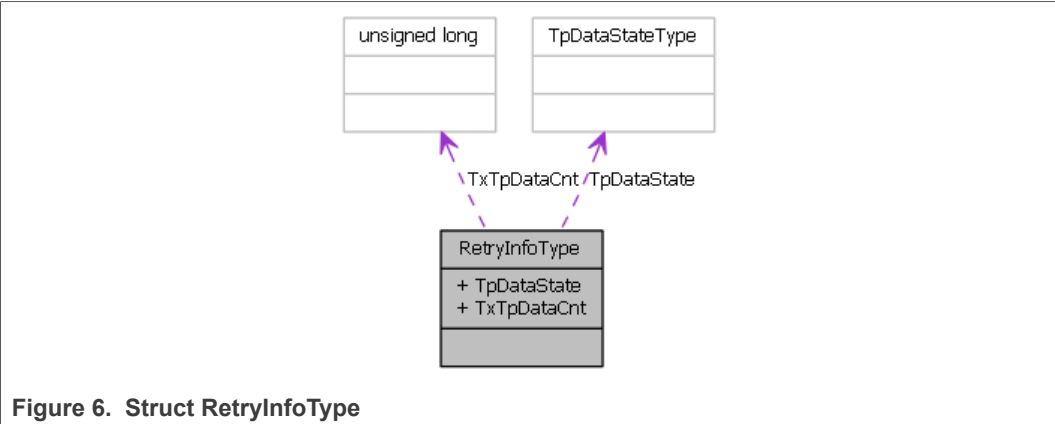 unsigned long
TpDataStateType
TxTpDataCnt
TpDataState
RetryInfoType
+ TpDataState
+ TxTpDataCnt
Figure 6. Struct RetryInfoType